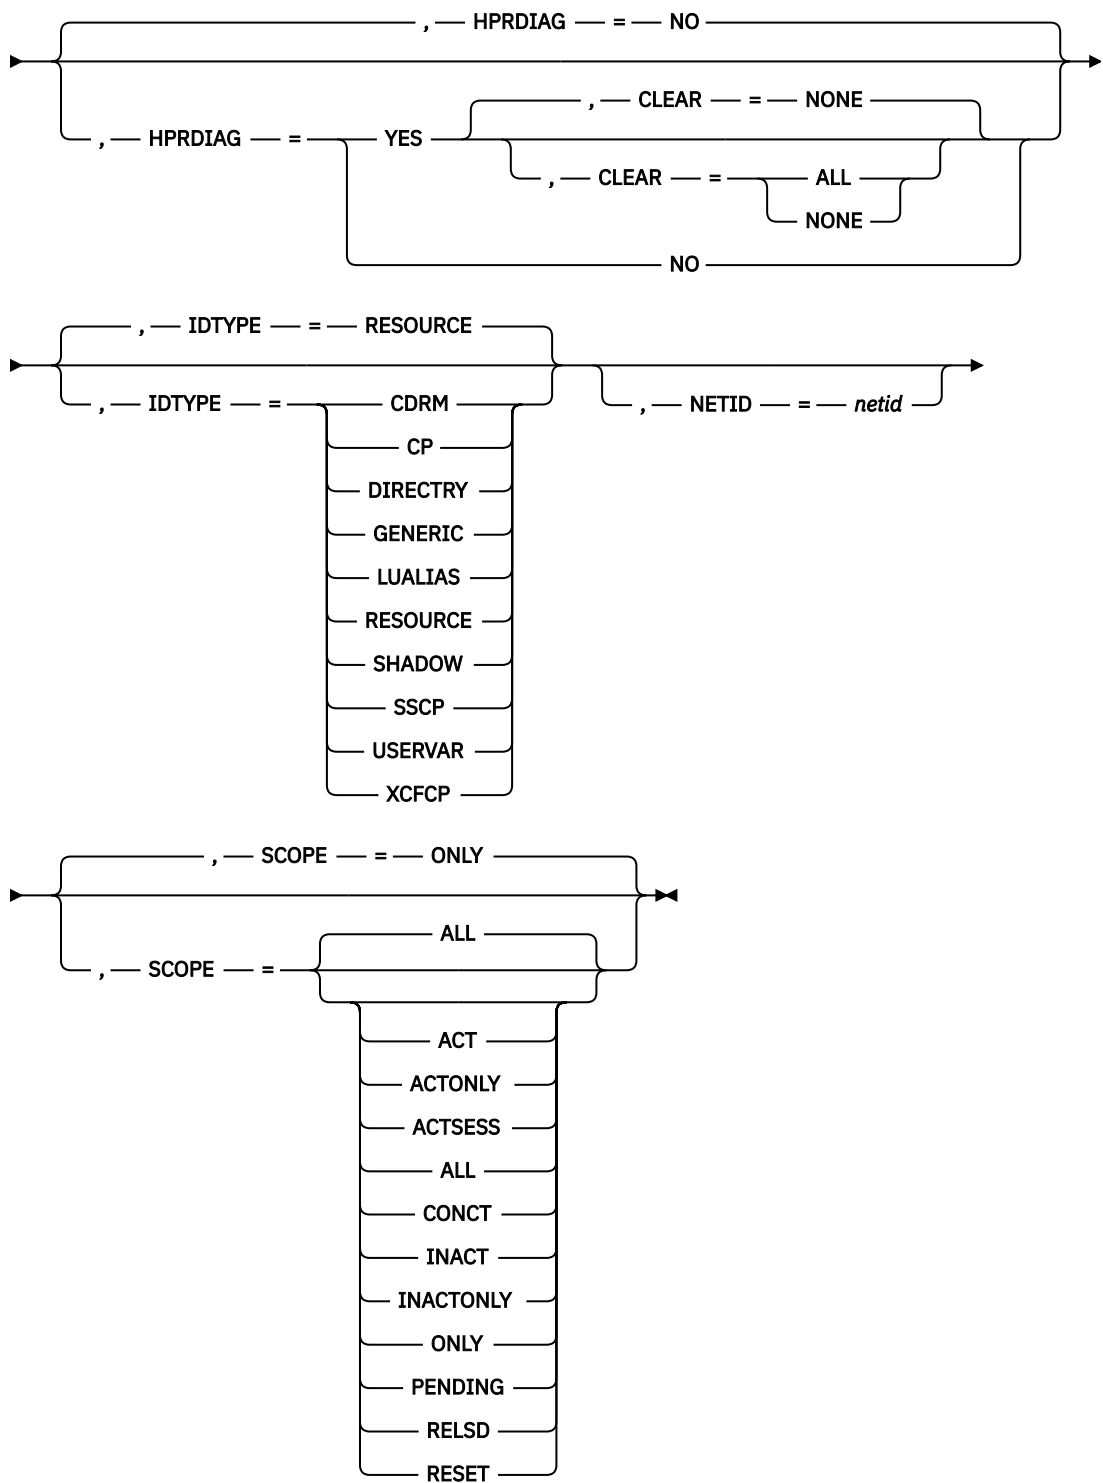 , HPRDIAG = NO
, CLEAR = NONE
, HPRDIAG = YES
, CLEAR = ALL
NONE
NO
, IDTYPE = RESOURCE
, IDTYPE = CDRM , NETID = netid
CP
DIRECTRY
GENERIC
LUALIAS
RESOURCE
SHADOW
SSCP
USERVAR
XCFCP
, SCOPE = ONLY
ALL
, SCOPE =
ACT
ACTONLY
ACTSESS
ALL
CONCT
INACT
INACTONLY
ONLY
PENDING
RELSD
RESET